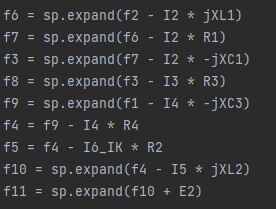 f6 = sp.expand(f2 - I2 * jXL1)
f7 = sp.expand(f6 - I2 * R1)
f3 = sp.expand(f7 - I2 * -jXC1)
f8 = sp.expand(f3 - I3 * R3)
f9 = sp.expand(f1 - I4 * -jXC3)
f4 = f9 - I4 * R4
f5 = f4 - I6_IK * R2
f10 = sp.expand(f4 - I5 * jXL2)
f11 = sp.expand(f10 + E2)